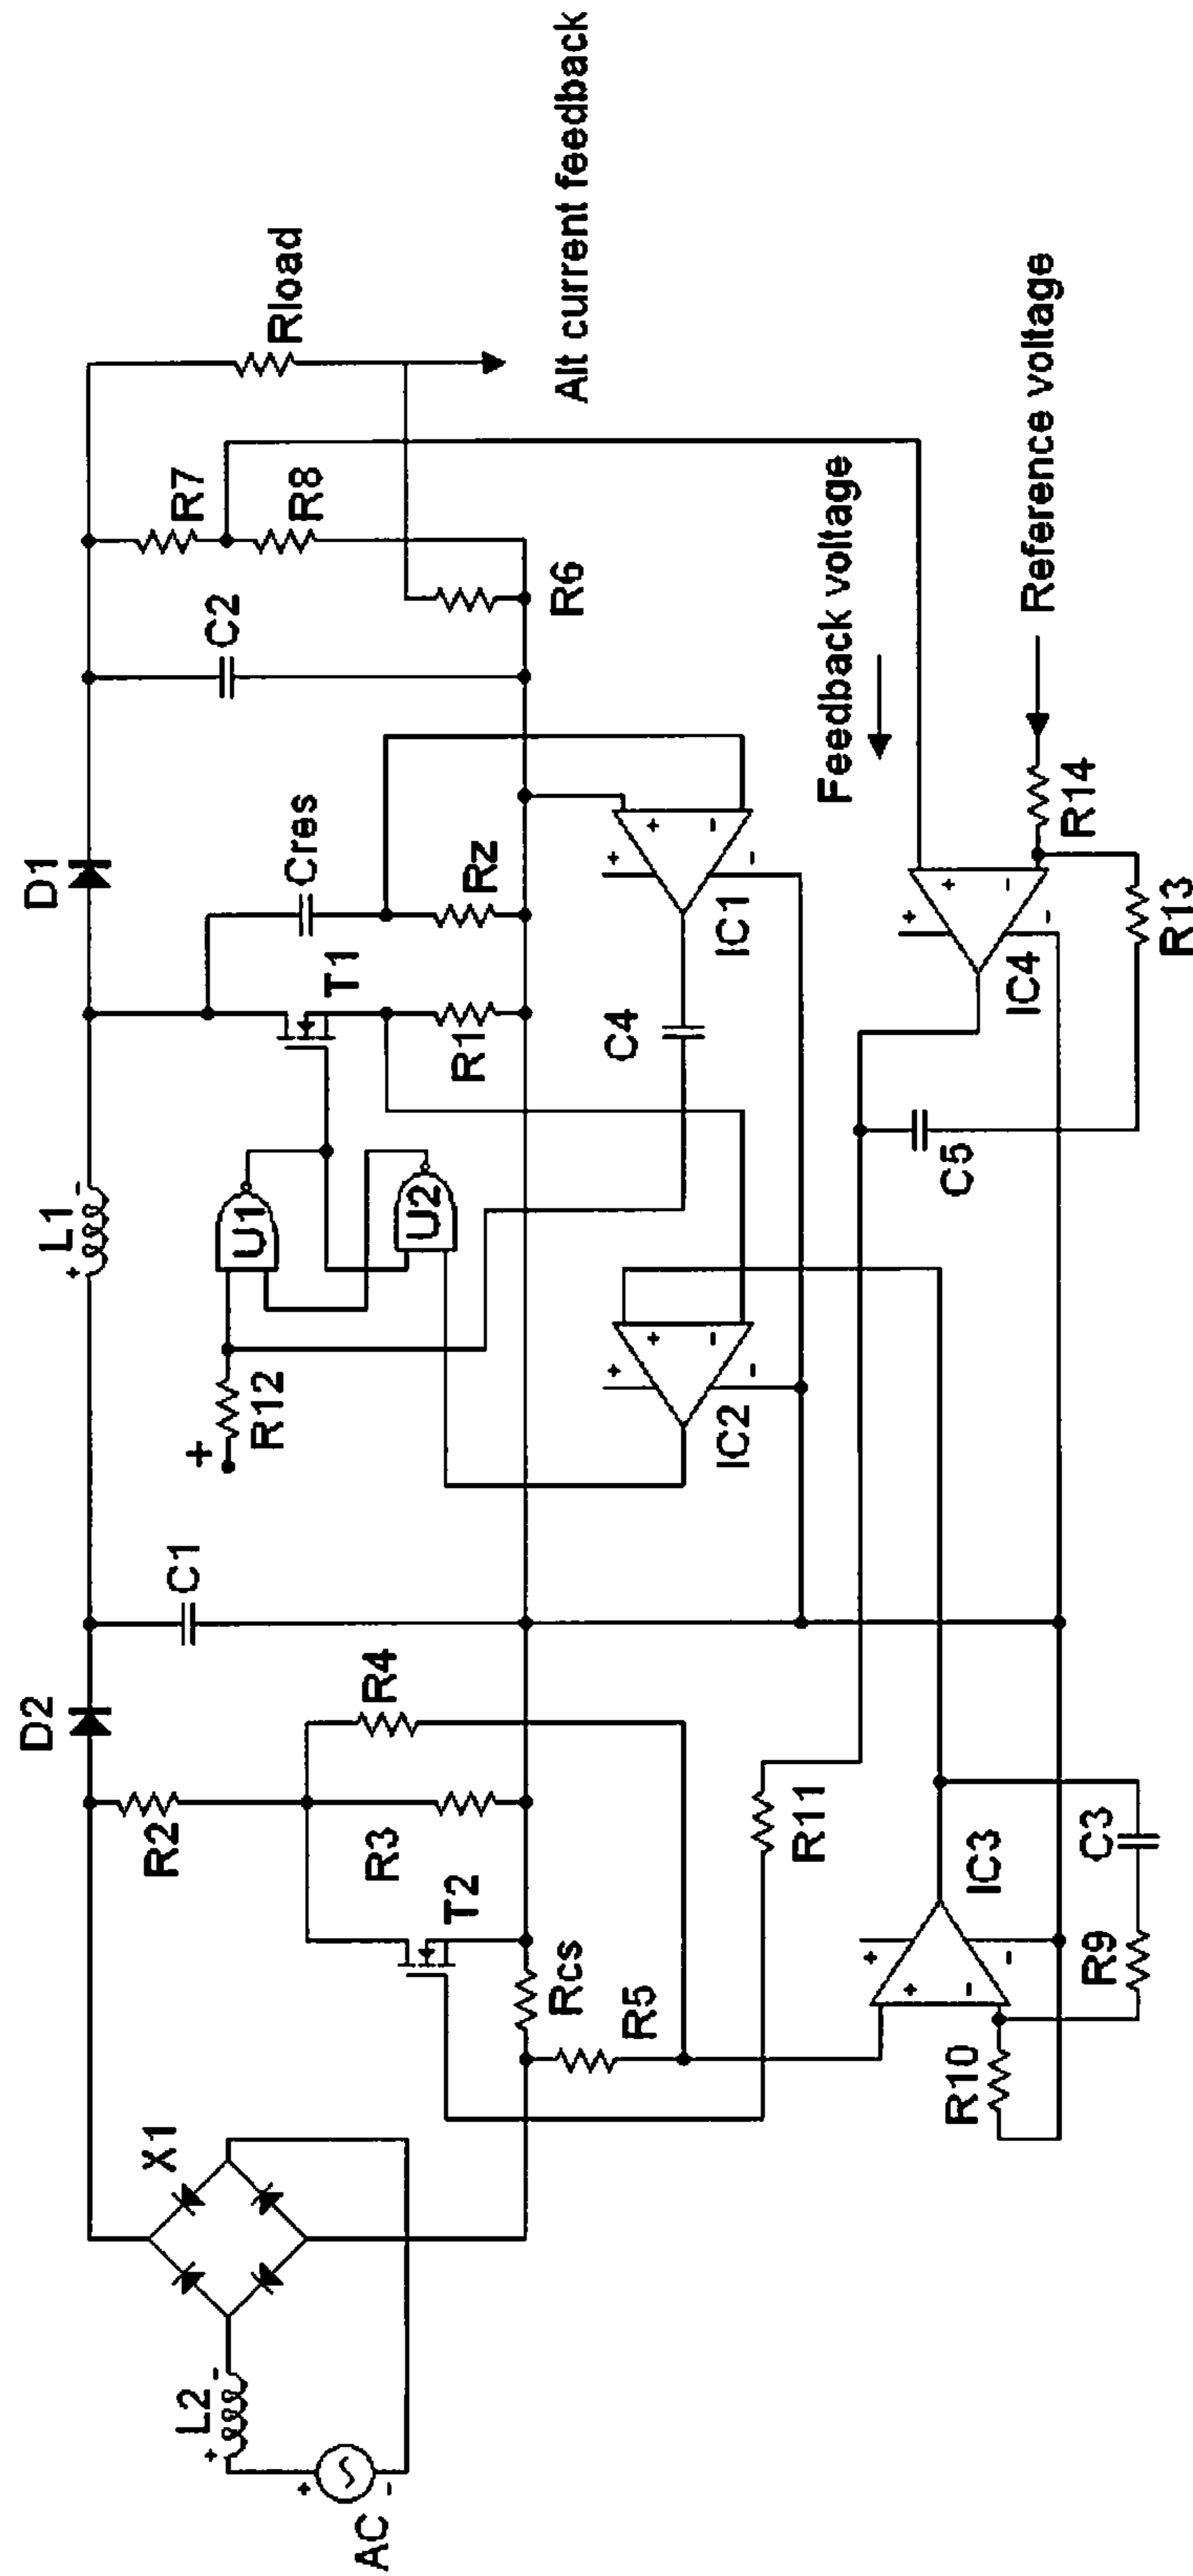 AC
+
-
L2
+
-
X1
D2
R2
R3
R4
T2
Rcs
R5
C1
L1
+
-
D1
+
R12
U1
U2
T1
R1
Cres
Rz
C2
R7
R8
R6
Rload
Alt current feedback
C4
IC1
+
-
+
-
IC2
+
-
+
-
R11
IC3
+
-
+
-
R10
R9
C3
Feedback voltage
Reference voltage
IC4
+
-
+
-
R14
R13
C5